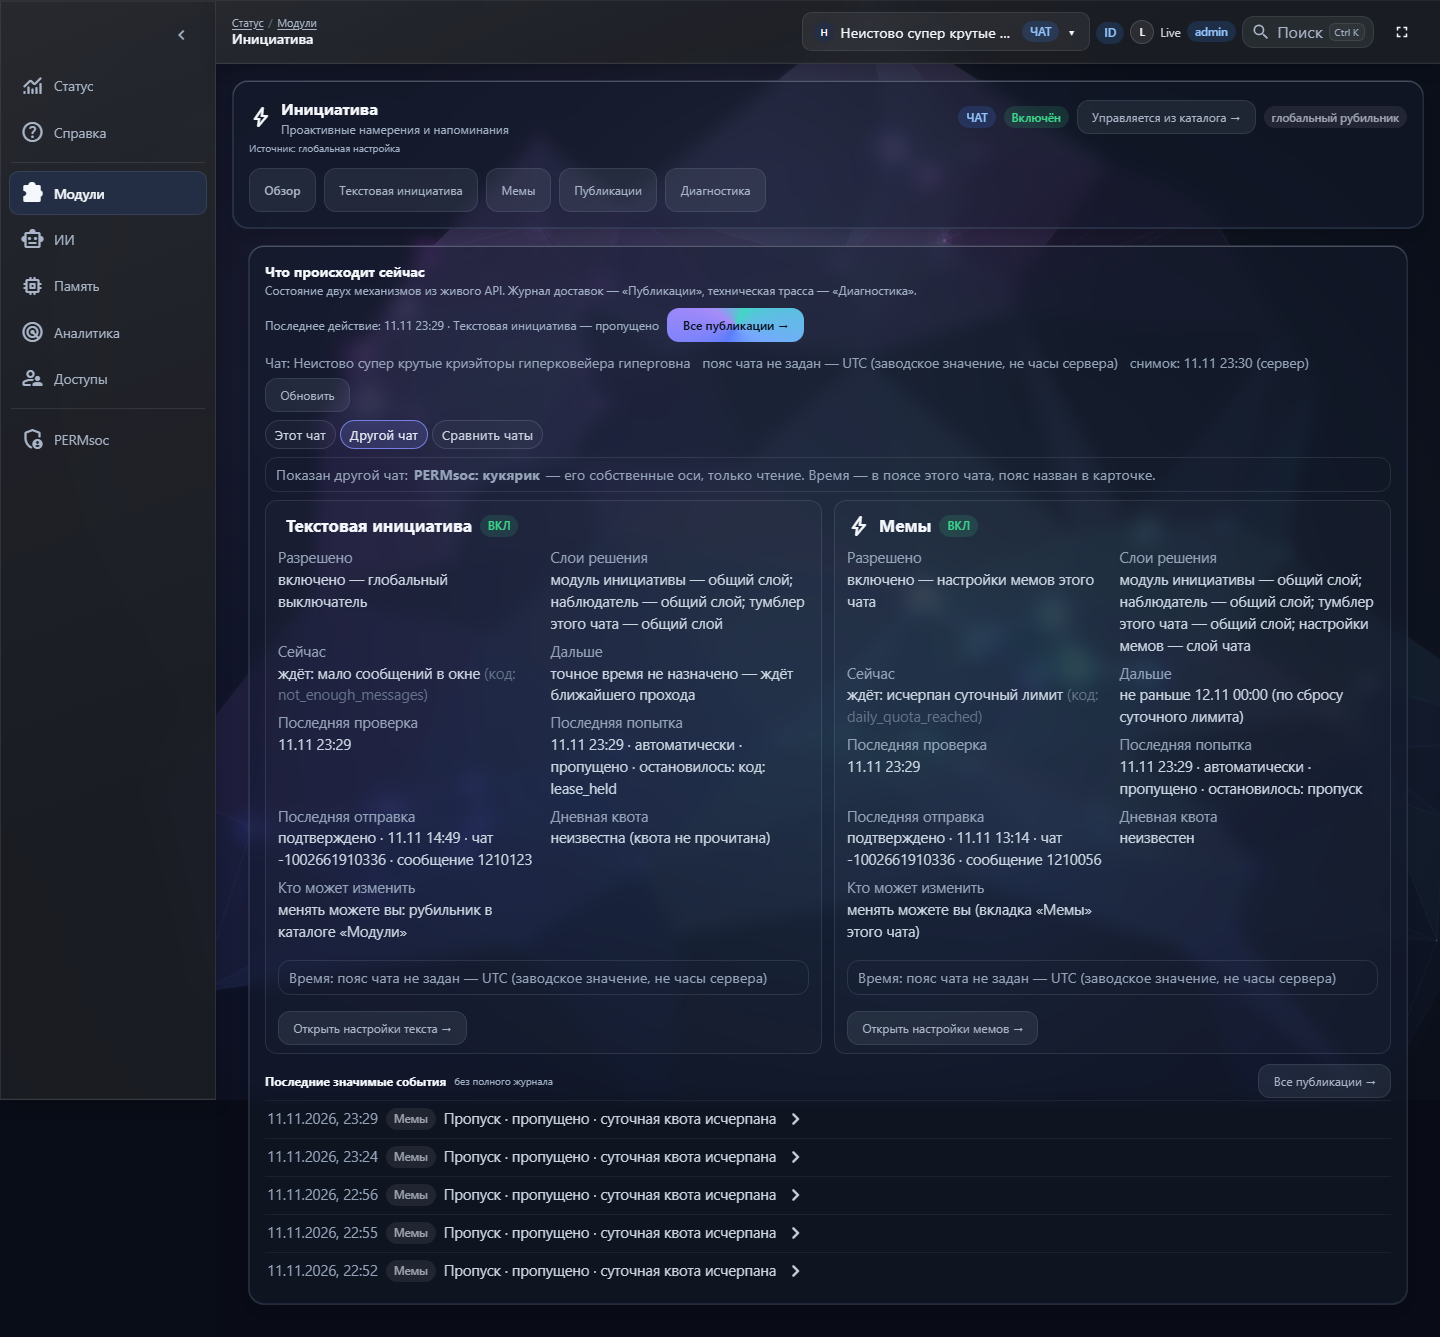 Статус / Модули
Инициатива
Н Неистово супер крутые ... ЧАТ ▾ ID L Live admin Поиск Ctrl K
Статус
Справка
Модули
ИИ
Память
Аналитика
Доступы
PERMsoc
Инициатива
Проактивные намерения и напоминания
Источник: глобальная настройка
ЧАТ Включён Управляется из каталога → глобальный рубильник
Обзор Текстовая инициатива Мемы Публикации Диагностика
Что происходит сейчас
Состояние двух механизмов из живого API. Журнал доставок — «Публикации», техническая трасса — «Диагностика».
Последнее действие: 11.11 23:29 · Текстовая инициатива — пропущено Все публикации →
Чат: Неистово супер крутые криэйторы гиперковейера гиперговна пояс чата не задан — UTC (заводское значение, не часы сервера) снимок: 11.11 23:30 (сервер)
Обновить
Этот чат Другой чат Сравнить чаты
Показан другой чат: PERMsoc: кукярик — его собственные оси, только чтение. Время — в поясе этого чата, пояс назван в карточке.
Текстовая инициатива ВКЛ
Разрешено
включено — глобальный
выключатель
Слои решения
модуль инициативы — общий слой;
наблюдатель — общий слой; тумблер
этого чата — общий слой
Сейчас
ждёт: мало сообщений в окне (код:
not_enough_messages)
Дальше
точное время не назначено — ждёт
ближайшего прохода
Последняя проверка
11.11 23:29
Последняя попытка
11.11 23:29 · автоматически ·
пропущено · остановилось: код:
lease_held
Последняя отправка
подтверждено · 11.11 14:49 · чат
-1002661910336 · сообщение 1210123
Дневная квота
неизвестна (квота не прочитана)
Кто может изменить
менять можете вы: рубильник в
каталоге «Модули»
Время: пояс чата не задан — UTC (заводское значение, не часы сервера)
Открыть настройки текста →
Мемы ВКЛ
Разрешено
включено — настройки мемов этого
чата
Слои решения
модуль инициативы — общий слой;
наблюдатель — общий слой; тумблер
этого чата — общий слой; настройки
мемов — слой чата
Сейчас
ждёт: исчерпан суточный лимит (код:
daily_quota_reached)
Дальше
не раньше 12.11 00:00 (по сбросу
суточного лимита)
Последняя проверка
11.11 23:29
Последняя попытка
11.11 23:29 · автоматически ·
пропущено · остановилось: пропуск
Последняя отправка
подтверждено · 11.11 13:14 · чат
-1002661910336 · сообщение 1210056
Дневная квота
неизвестен
Кто может изменить
менять можете вы (вкладка «Мемы»
этого чата)
Время: пояс чата не задан — UTC (заводское значение, не часы сервера)
Открыть настройки мемов →
Последние значимые события без полного журнала Все публикации →
11.11.2026, 23:29 Мемы Пропуск · пропущено · суточная квота исчерпана
11.11.2026, 23:24 Мемы Пропуск · пропущено · суточная квота исчерпана
11.11.2026, 22:56 Мемы Пропуск · пропущено · суточная квота исчерпана
11.11.2026, 22:55 Мемы Пропуск · пропущено · суточная квота исчерпана
11.11.2026, 22:52 Мемы Пропуск · пропущено · суточная квота исчерпана